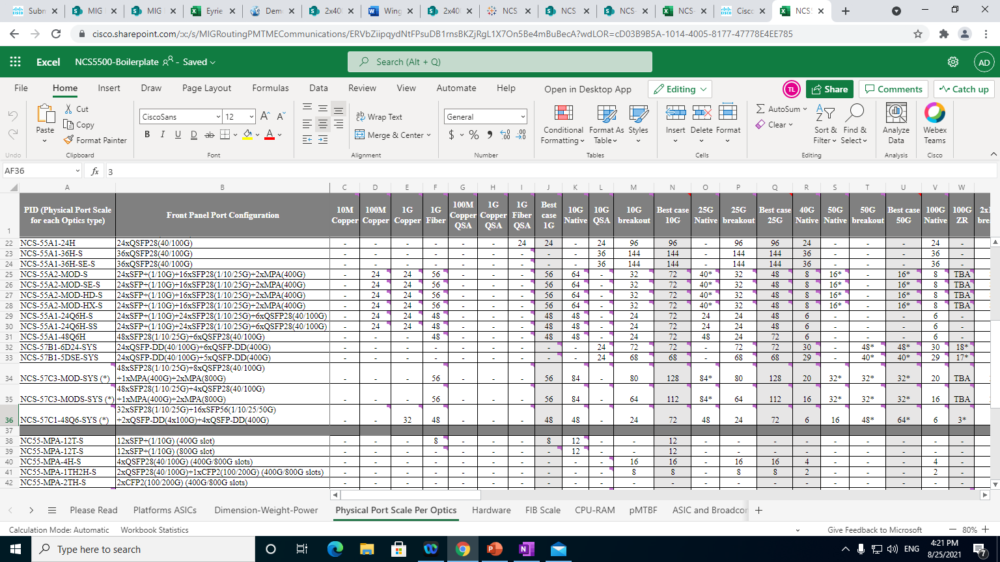 Subn MIG MIG Eyrie Demo 2x40 Wing 2x40 NCS NCS NCS- NCS- Cisco NCS
cisco.sharepoint.com/:x:/s/MIGRoutingPMTMECommunications/ERVbZiipqydNtFPsuDB1rnsBKZjRgL1X7On5Be4mBuBecA?wdLOR=cD03B9B5A-1014-4005-8177-47778E4EE785
Excel NCS5500-Boilerplate - Saved Search (Alt + Q) AD
File Home Insert Draw Page Layout Formulas Data Review View Automate Help Open in Desktop App Editing TL Share Comments Catch up
Undo
Paste Cut Copy Format Painter Clipboard
CiscoSans 12 A A B I U D ab A Font
Wrap Text Merge & Center Alignment
General $ % Number
Conditional Formatting Format As Table Styles Tables
Insert Delete Format Cells
AutoSum Clear Sort & Filter Find & Select Editing
Analyze Data Analysis
Webex Teams Cisco
AF36 fx 3
A B C D E F G H I J K L M N O P Q R S T U V W
1 PID (Physical Port Scale for each Optics type) Front Panel Port Configuration 10M Copper 100M Copper 1G Copper 1G Fiber 100M Copper QSA 1G Copper QSA 1G Fiber QSA Best case 1G 10G Native 10G QSA 10G breakout Best case 10G 25G Native 25G breakout Best case 25G 40G Native 50G Native 50G breakout Best case 50G 100G Native 100G ZR
22 NCS-55A1-24H 24xQSFP28(40/100G) - - - - - - 24 24 - 24 96 96 - 96 96 24 - - - 24 -
23 NCS-55A1-36H-S 36xQSFP28(40/100G) - - - - - - - - - 36 144 144 - 144 144 36 - - - 36 -
24 NCS-55A1-36H-SE-S 36xQSFP28(40/100G) - - - - - - - - - 36 144 144 - 144 144 36 - - - 36 -
25 NCS-55A2-MOD-S 24xSFP+(1/10G)+16xSFP28(1/10/25G)+2xMPA(400G) - 24 24 56 - - - 56 64 - 32 72 40* 32 48 8 16* - 16* 8 TBA
26 NCS-55A2-MOD-SE-S 24xSFP+(1/10G)+16xSFP28(1/10/25G)+2xMPA(400G) - 24 24 56 - - - 56 64 - 32 72 40* 32 48 8 16* - 16* 8 TBA
27 NCS-55A2-MOD-HD-S 24xSFP+(1/10G)+16xSFP28(1/10/25G)+2xMPA(400G) - 24 24 56 - - - 56 64 - 32 72 40* 32 48 8 16* - 16* 8 TBA
28 NCS-55A2-MOD-HX-S 24xSFP+(1/10G)+16xSFP28(1/10/25G)+2xMPA(400G) - 24 24 56 - - - 56 64 - 32 72 40* 32 48 8 16* - 16* 8 TBA
29 NCS-55A1-24Q6H-S 24xSFP+(1/10G)+24xSFP28(1/10/25G)+6xQSFP28(40/100G) - 24 24 48 - - - 48 48 - 24 72 24 24 48 6 - - - 6 -
30 NCS-55A1-24Q6H-SS 24xSFP+(1/10G)+24xSFP28(1/10/25G)+6xQSFP28(40/100G) - 24 24 48 - - - 48 48 - 24 72 24 24 48 6 - - - 6 -
31 NCS-55A1-48Q6H 48xSFP28(1/10/25G)+6xQSFP28(40/100G) - - - 48 - - - 48 48 - 24 72 48 24 72 6 - - - 6 -
32 NCS-57B1-6D24-SYS 24xQSFP-DD(40/100G)+6xQSFP-DD(400G) - - - - - - - - - 24 72 72 - 72 72 30 - 48* 48* 30 18*
33 NCS-57B1-5DSE-SYS 24xQSFP-DD(40/100G)+5xQSFP-DD(400G) - - - - - - - - - 24 68 68 - 68 68 29 - 40* 40* 29 17*
34 NCS-57C3-MOD-SYS (*) 48xSFP28(1/10/25G)+8xQSFP28(40/100G) +1xMPA(400G)+2xMPA(800G) - - - 56 - - - 56 84 - 80 128 84* 80 128 20 32* 32* 32* 20 TBA
35 NCS-57C3-MODS-SYS (*) 48xSFP28(1/10/25G)+4xQSFP28(40/100G) +1xMPA(400G)+2xMPA(800G) - - - 56 - - - 56 84 - 64 112 84* 64 112 16 32* 32* 32* 16 TBA
36 NCS-57C1-48Q6-SYS (*) 32xSFP28(1/10/25G)+16xSFP56(1/10/25/50G) +2xQSFP-DD(4x100G)+4xQSFP-DD(400G) - - 32 48 - - - 48 48 - 24 72 48 24 72 6 16 48* 64* 6 3*
37
38 NC55-MPA-12T-S 12xSFP+(1/10G) (400G slot) - - - 8 - - - 8 12 - - 12 - - - - - - - - -
39 NC55-MPA-12T-S 12xSFP+(1/10G) (800G slot) - - - - - - - - 12 - - 12 - - - - - - - - -
40 NC55-MPA-4H-S 4xQSFP28(40/100G) (400G/800G slots) - - - - - - - - - - 16 16 - 16 16 4 - - - 4 -
41 NC55-MPA-1TH2H-S 2xQSFP28(40/100G)+1xCFP2(100/200G) (400G/800G slots) - - - - - - - - - - 8 8 - 8 8 2 - - - 2 -
42 NC55-MPA-2TH-S 2xCFP2(100/200G) (400G/800G slots) - - - - - - - - - - - - - - - - - - - - -
Please Read Platforms ASICs Dimension-Weight-Power Physical Port Scale Per Optics Hardware FIB Scale CPU-RAM pMTBF ASIC and Broadcor
Calculation Mode: Automatic Workbook Statistics Give Feedback to Microsoft 80%
Type here to search ENG 4:21 PM 8/25/2021 7